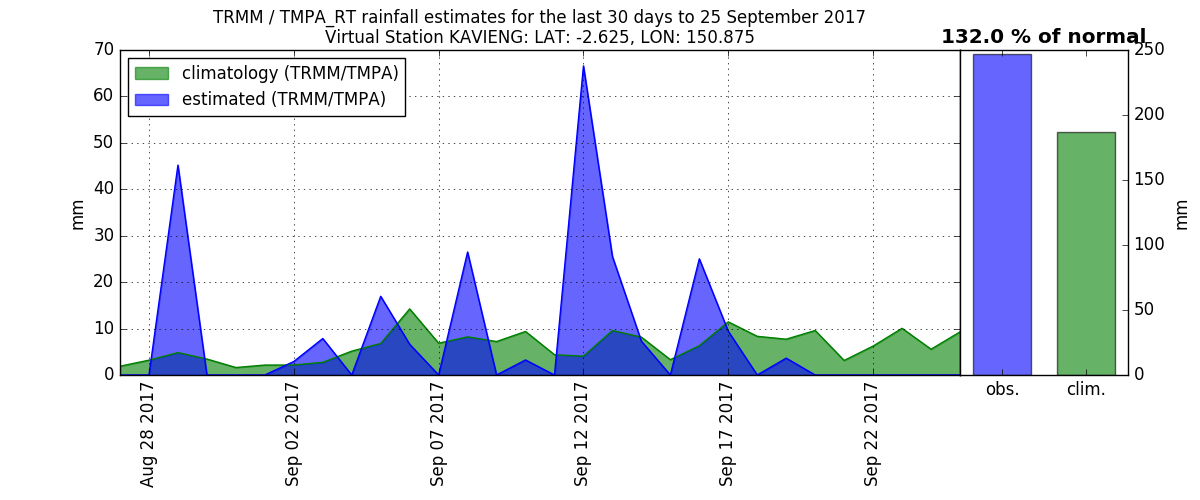 TRMM / TMPA_RT rainfall estimates for the last 30 days to 25 September 2017
Virtual Station KAVIENG: LAT: -2.625, LON: 150.875
132.0 % of normal
climatology (TRMM/TMPA)
estimated (TRMM/TMPA)
70
60
50
40
30
20
10
0
mm
Aug 28 2017
Sep 02 2017
Sep 07 2017
Sep 12 2017
Sep 17 2017
Sep 22 2017
250
200
150
100
50
0
mm
obs.
clim.